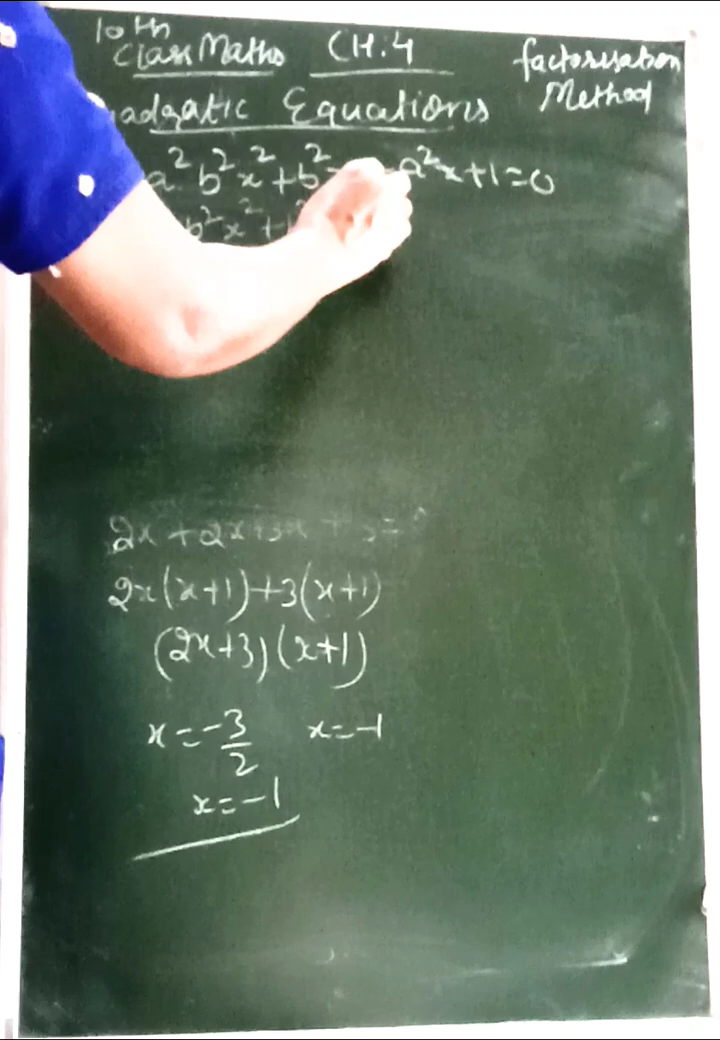 10th
Class Maths CH:4
factorisation
Method
Equations
a²b²x²+b² a²x+1=0
b²x²+
2x(x+1)+3(x+1)
(2x+3)(x+1)
x=-3/2 x=-1
x=-1